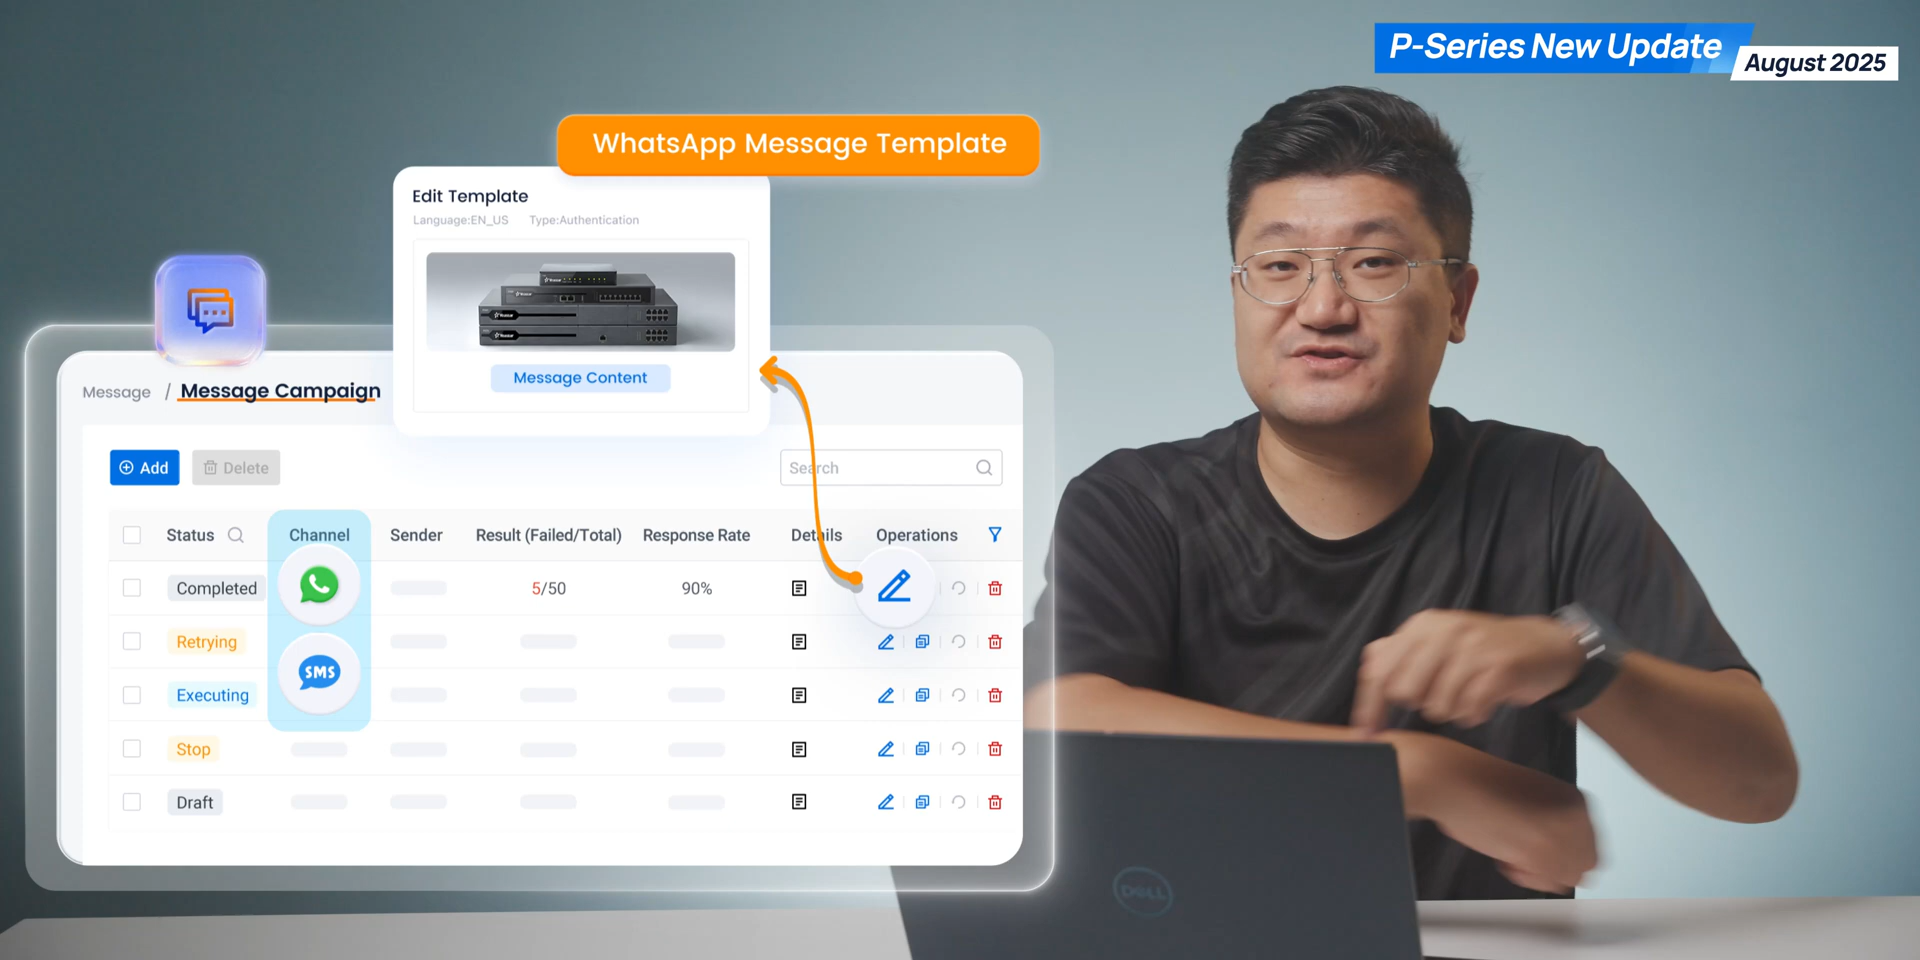 P-Series New Update
August 2025
WhatsApp Message Template
Edit Template
Language:EN_US Type:Authentication
Message Content
Message / Message Campaign
Add Delete Search
Status Channel Sender Result (Failed/Total) Response Rate Details Operations
Completed 5/50 90%
Retrying
SMS
Executing
Stop
Draft
DELL